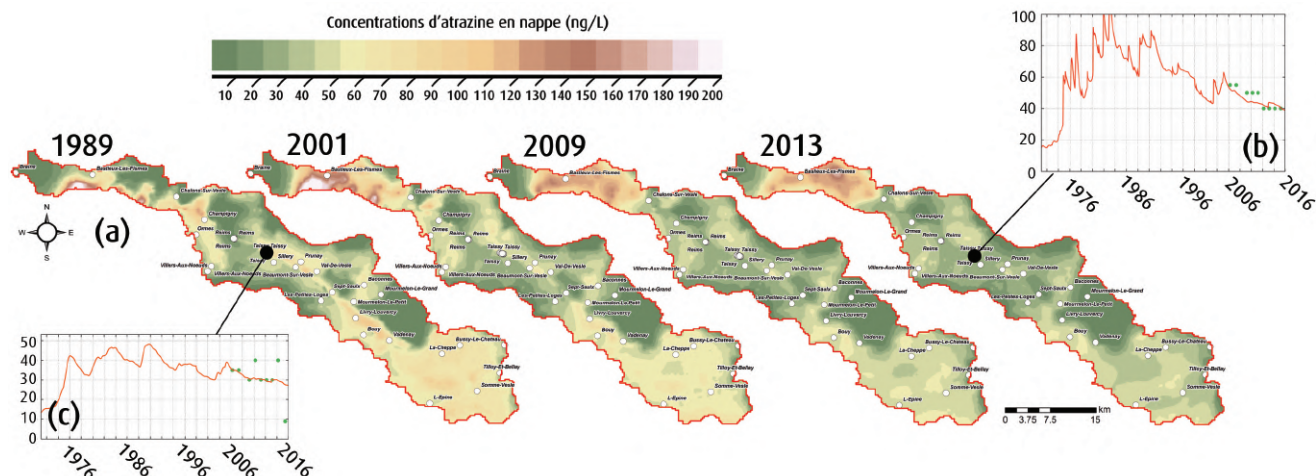 Concentrations d'atrazine en nappe (ng/L)
10 20 30 40 50 60 70 80 90 100 110 120 130 140 150 160 170 180 190 200
1989
2001
2009
2013
(a)
N
W E
S
Braine
Bazilleux-Les-Fismes
Chalons-Sur-Vesle
Champigny
Ormes
Reims
Reims
Reims
Taissy Taissy
Sillery
Prunay
Villers-Aux-Noeuds
Beaumont-Sur-Vesle
Val-De-Vesle
Baconnes
Les-Petites-Loges
Sept-Saulx
Mourmelon-Le-Grand
Mourmelon-Le-Petit
Livry-Louvercy
Bouy
Vadenay
Bussy-Le-Chateau
La-Cheppe
Tilloy-Et-Bellay
Somme-Vesle
L-Epine
100
80
60
40
20
0
(b)
1976 1986 1996 2006 2016
50
40
30
20
10
0
(c)
1976 1986 1996 2006 2016
km
0 3.75 7.5 15